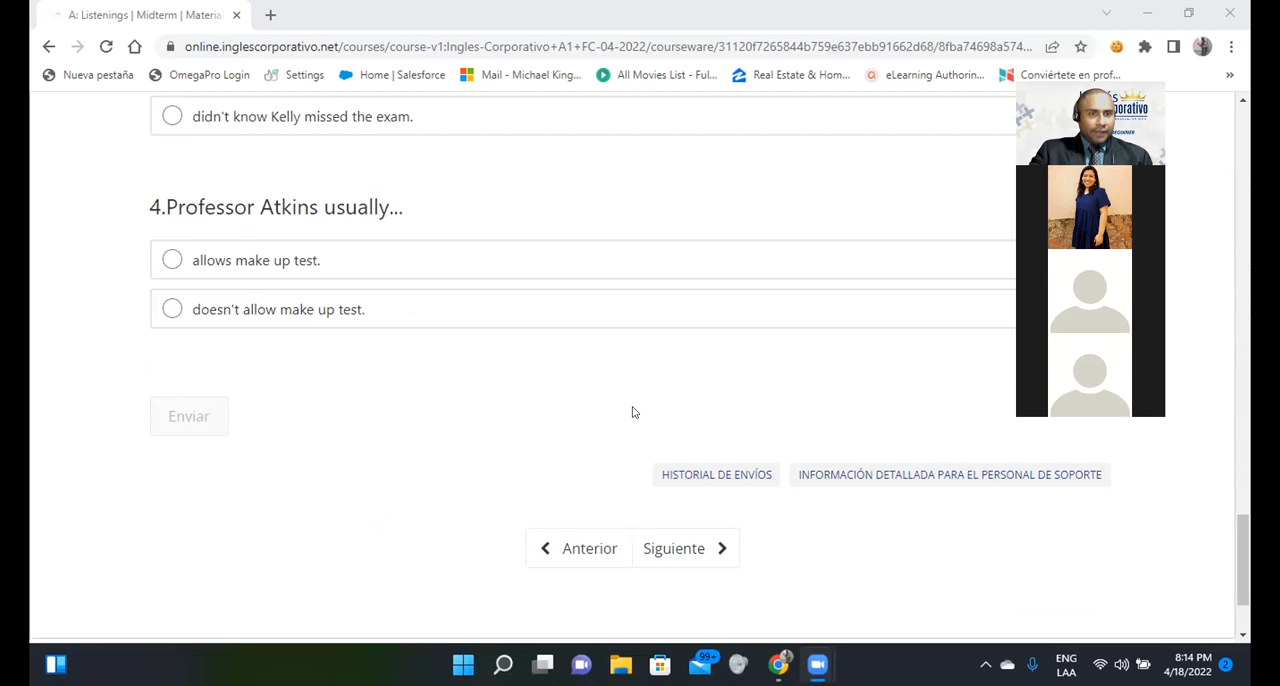 A: Listenings | Midterm | Materia
online.inglescorporativo.net/courses/course-v1:Ingles-Corporativo+A1+FC-04-2022/courseware/31120f7265844b759e637ebb91662d68/8fba74698a574...
Nueva pestaña OmegaPro Login Settings Home | Salesforce Mail - Michael King... All Movies List - Ful... Real Estate & Hom... eLearning Authorin... Conviértete en prof... »
didn't know Kelly missed the exam.
4.Professor Atkins usually...
allows make up test.
doesn't allow make up test.
Enviar
HISTORIAL DE ENVÍOS INFORMACIÓN DETALLADA PARA EL PERSONAL DE SOPORTE
Anterior Siguiente
99+
ENG
LAA
8:14 PM
4/18/2022
2